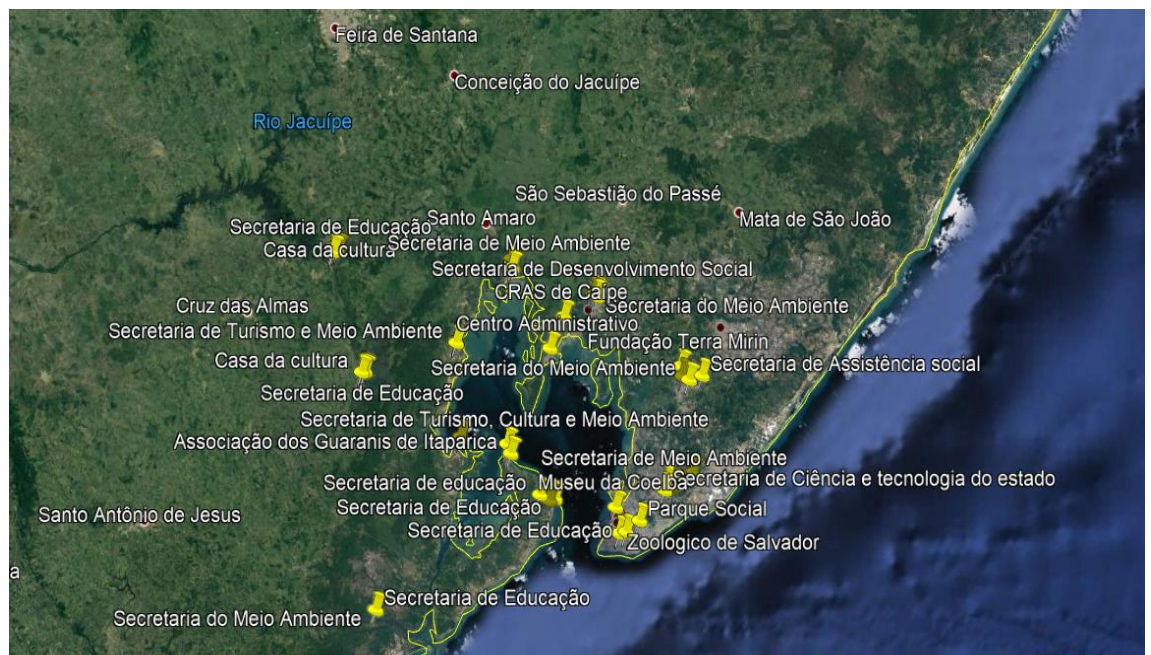 Feira de Santana
Conceição do Jacuípe
Rio Jacuípe
São Sebastião do Passé
Santo Amaro
Mata de São João
Secretaria de Educação
Secretaria de Meio Ambiente
Casa da cultura
Secretaria de Desenvolvimento Social
CRAS de Caípe
Cruz das Almas
Secretaria do Meio Ambiente
Centro Administrativo
Secretaria de Turismo e Meio Ambiente
Fundação Terra Mirin
Casa da cultura
Secretaria do Meio Ambiente
Secretaria de Assistência social
Secretaria de Educação
Secretaria de Turismo, Cultura e Meio Ambiente
Associação dos Guaranis de Itaparica
Secretaria de Meio Ambiente
Secretaria de educação
Museu da Coelba
Secretaria de Ciência e tecnologia do estado
Secretaria de Educação
Parque Social
Santo Antônio de Jesus
Secretaria de Educação
Zoologico de Salvador
a
Secretaria de Educação
Secretaria do Meio Ambiente